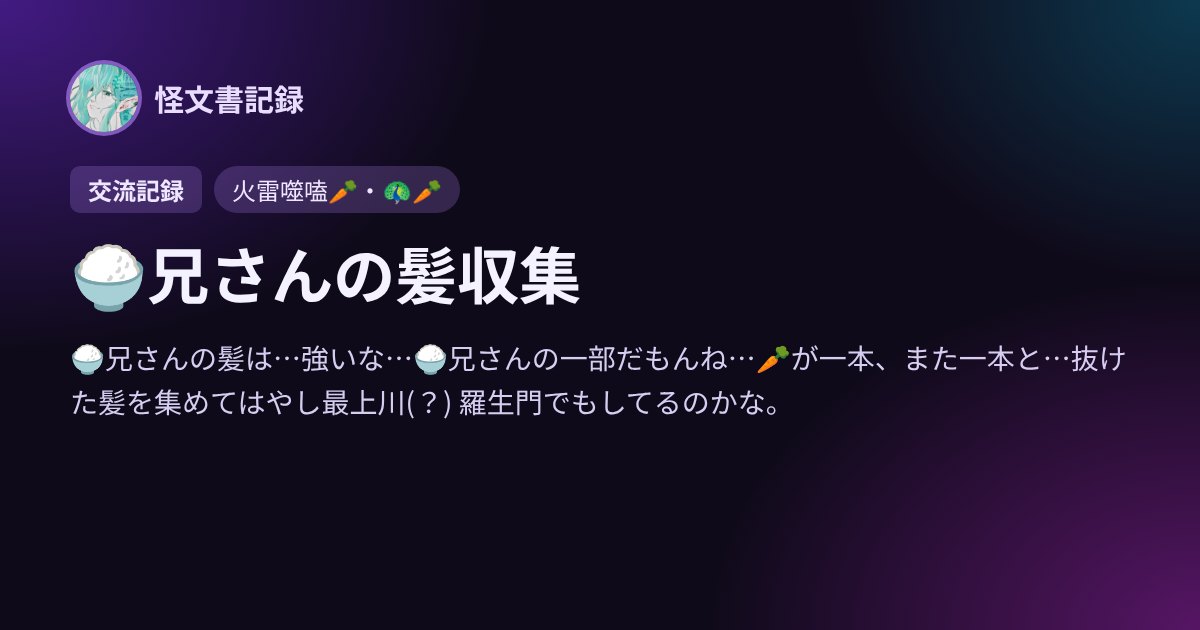 怪文書記録
交流記録
火雷噬嗑🥕・🦚🥕
🍚兄さんの髪収集
🍚兄さんの髪は…強いな…🍚兄さんの一部だもんね…🥕が一本、また一本と…抜け
た髪を集めてはやし最上川(？) 羅生門でもしてるのかな。